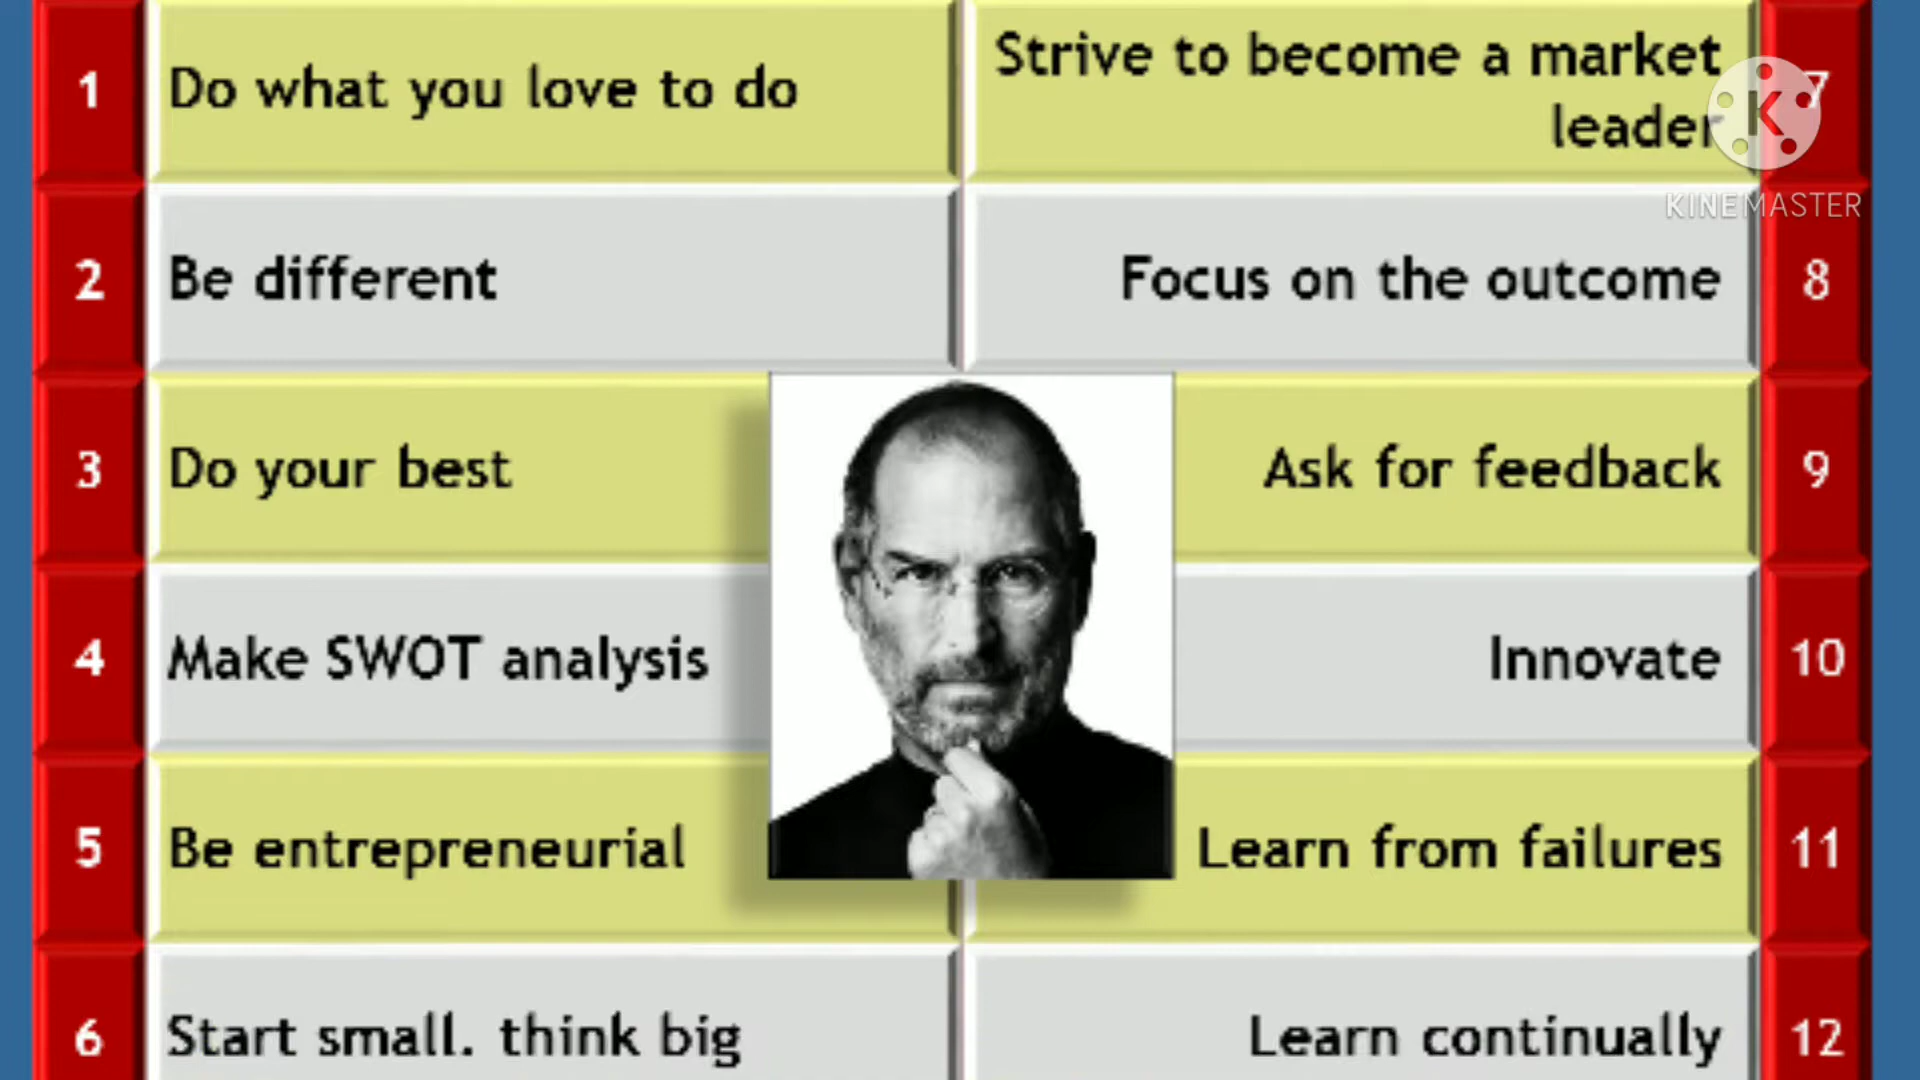 1
Do what you love to do
2
Be different
3
Do your best
4
Make SWOT analysis
5
Be entrepreneurial
6
Start small. think big
Strive to become a market
leader
7
Focus on the outcome
8
Ask for feedback
9
Innovate
10
Learn from failures
11
Learn continually
12
K
KINEMASTER